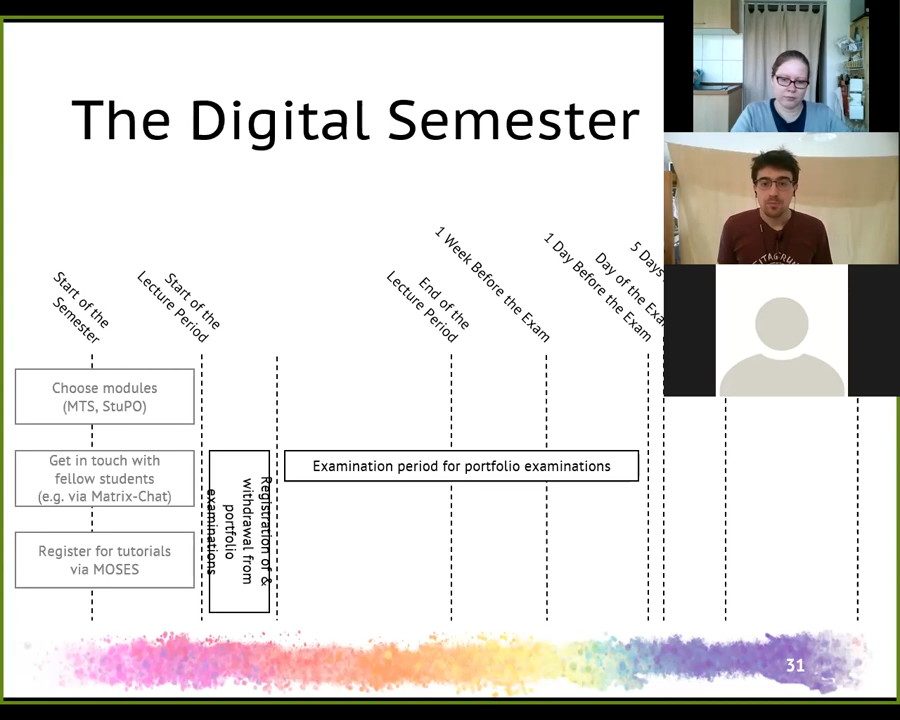 The Digital Semester
Start of the
Semester
Start of the
Lecture Period
End of the
Lecture Period
1 Week Before the Exam
1 Day Before the Exam
Day of the Exa
5 Days
Choose modules
(MTS, StuPO)
Get in touch with
fellow students
(e.g. via Matrix-Chat)
Register for tutorials
via MOSES
Registration of &
withdrawal from
portfolio
examinations
Examination period for portfolio examinations
31